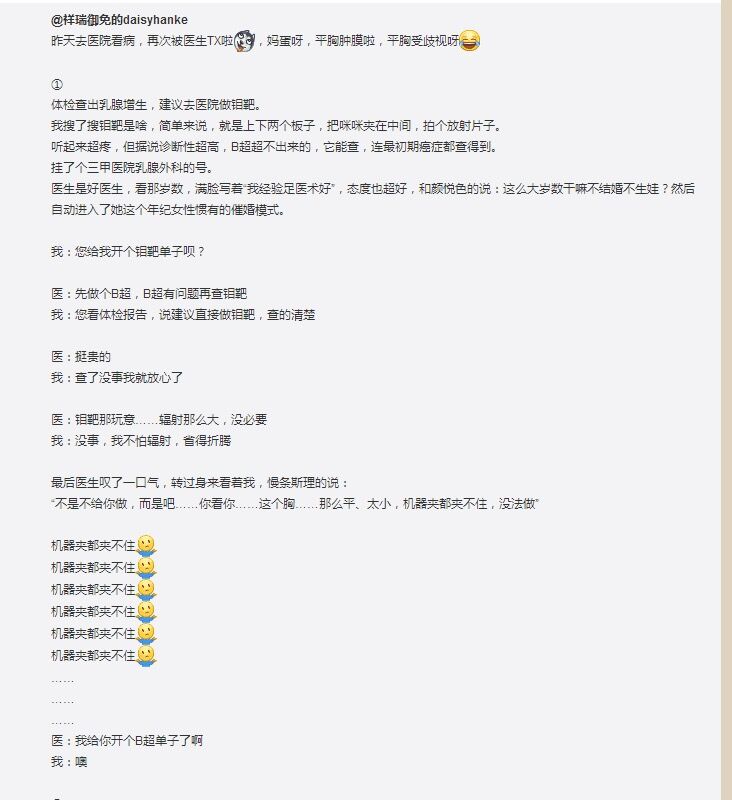 @样瑞御免的daisyhanke
昨天去医院看病，再次被医生TX啦，妈蛋呀，平胸肿膜啦，平胸受歧视呀
①
体检查出乳腺增生，建议去医院做钼靶。
我搜了搜钼靶是啥，简单来说，就是上下两个板子，把咪咪夹在中间，拍个放射片子。
听起来超疼，但据说诊断性超高，B超超不出来的，它能查，连最初期癌症都查得到。
挂了个三甲医院乳腺外科的号。
医生是好医生，看那岁数，满脸写着“我经验足医术好”，态度也超好，和颜悦色的说：这么大岁数干嘛不结婚不生娃？然后
自动进入了她这个年纪女性惯有的催婚模式。
我：您给我开个钼靶单子呗？
医：先做个B超，B超有问题再查钼靶
我：您看体检报告，说建议直接做钼靶，查的清楚
医：挺贵的
我：查了没事我就放心了
医：钼靶那玩意……辐射那么大，没必要
我：没事，我不怕辐射，省得折腾
最后医生叹了一口气，转过身来看着我，慢条斯理的说：
“不是不给你做，而是吧……你看你……这个胸……那么平、太小，机器夹都夹不住，没法做”
机器夹都夹不住
机器夹都夹不住
机器夹都夹不住
机器夹都夹不住
机器夹都夹不住
机器夹都夹不住
……
……
……
医：我给你开个B超单子了啊
我：噢